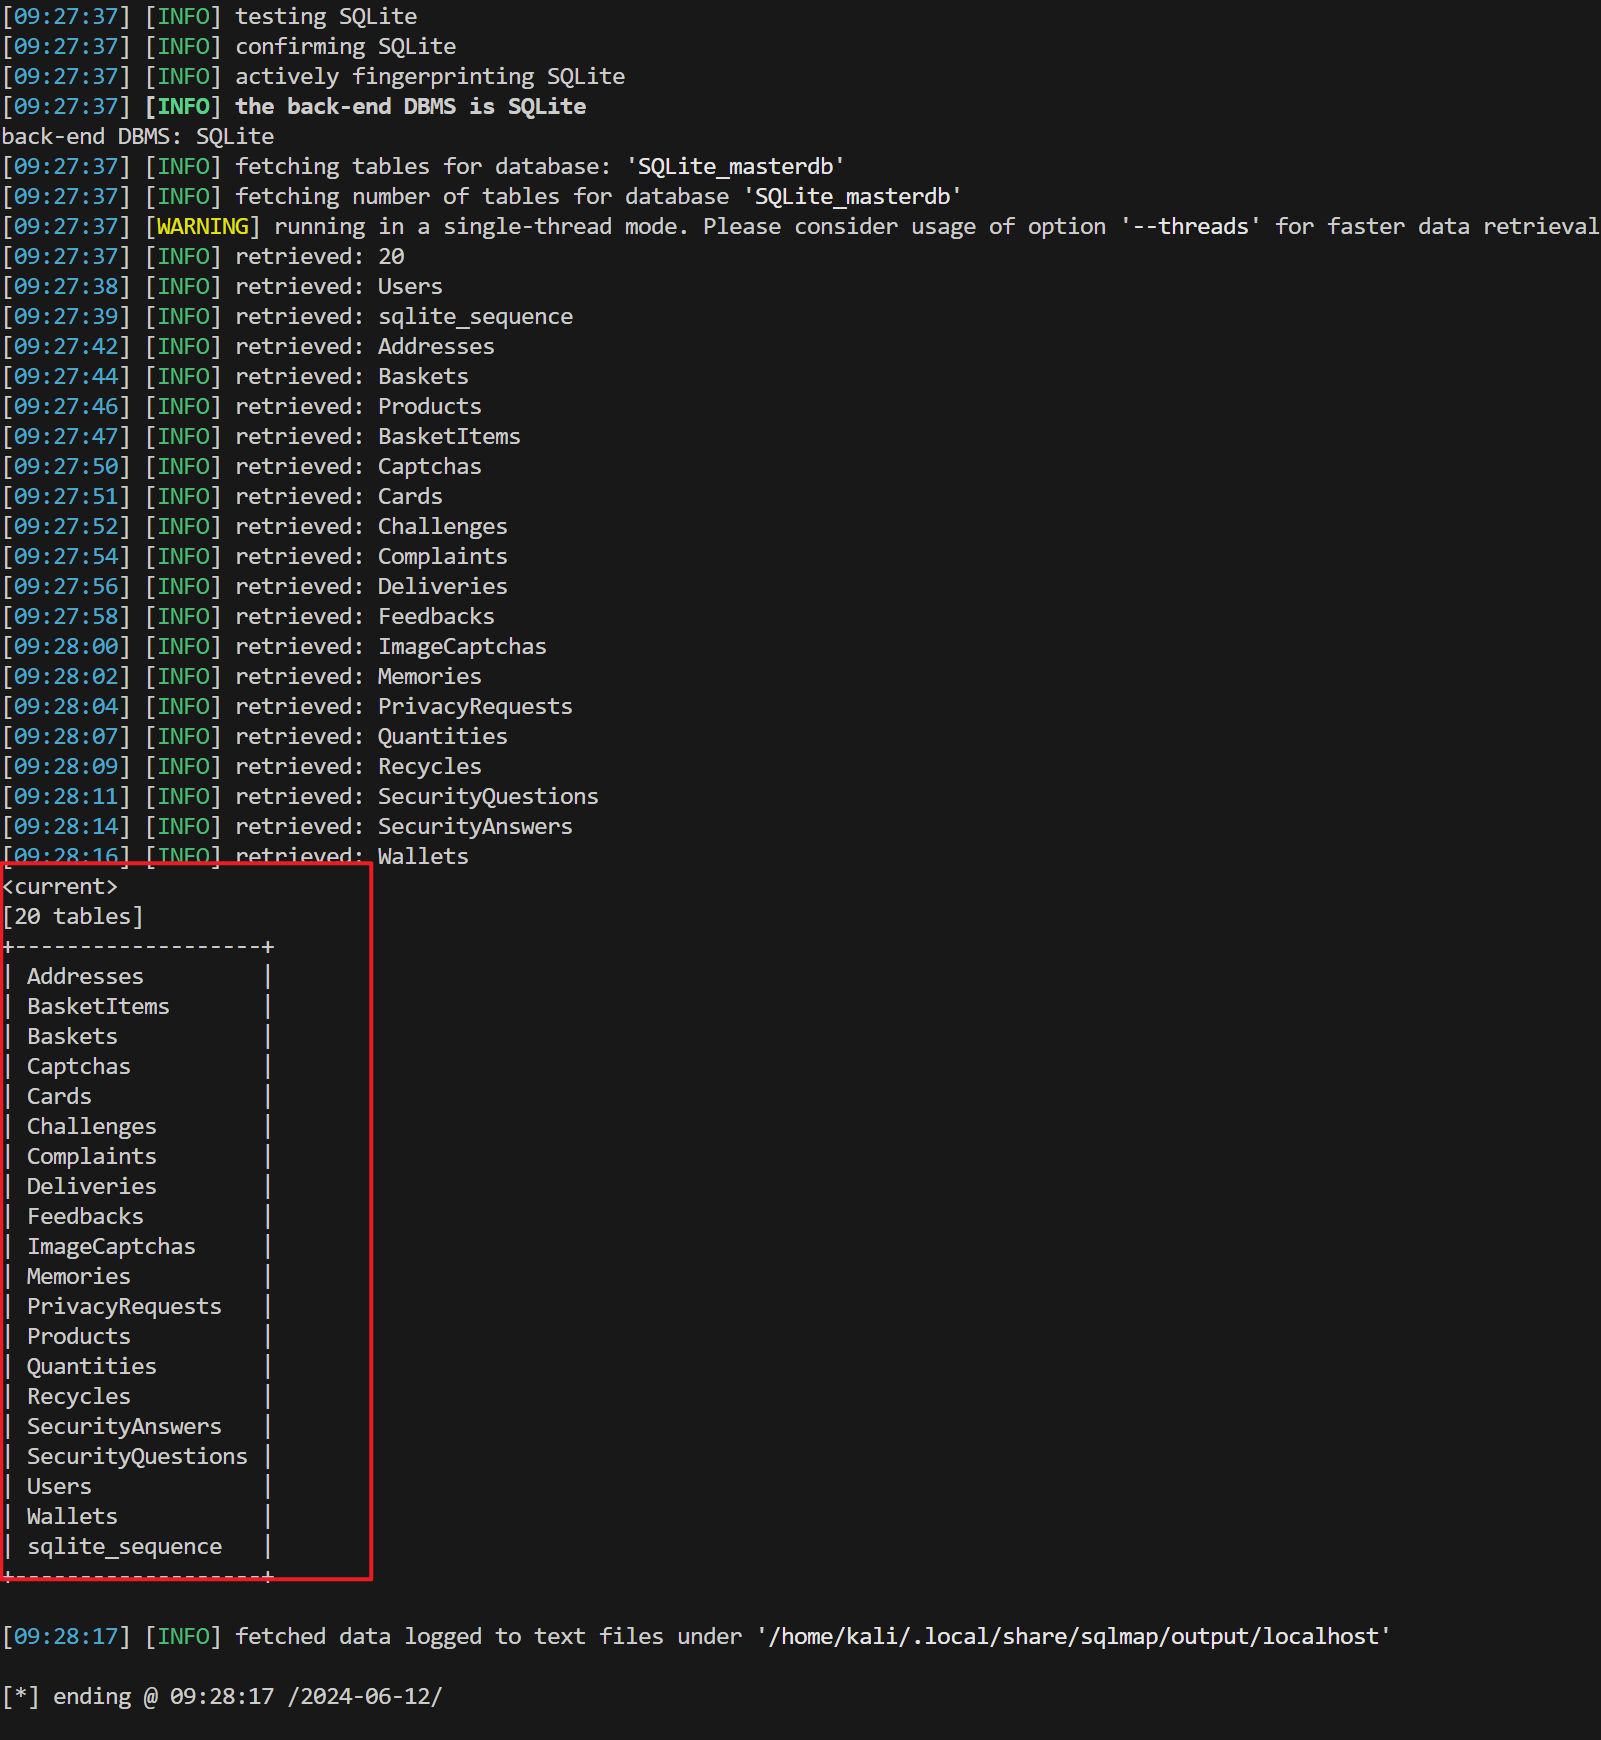 [09:27:37] [INFO] testing SQLite
[09:27:37] [INFO] confirming SQLite
[09:27:37] [INFO] actively fingerprinting SQLite
[09:27:37] [INFO] the back-end DBMS is SQLite
back-end DBMS: SQLite
[09:27:37] [INFO] fetching tables for database: 'SQLite_masterdb'
[09:27:37] [INFO] fetching number of tables for database 'SQLite_masterdb'
[09:27:37] [WARNING] running in a single-thread mode. Please consider usage of option '--threads' for faster data retrieval
[09:27:37] [INFO] retrieved: 20
[09:27:38] [INFO] retrieved: Users
[09:27:39] [INFO] retrieved: sqlite_sequence
[09:27:42] [INFO] retrieved: Addresses
[09:27:44] [INFO] retrieved: Baskets
[09:27:46] [INFO] retrieved: Products
[09:27:47] [INFO] retrieved: BasketItems
[09:27:50] [INFO] retrieved: Captchas
[09:27:51] [INFO] retrieved: Cards
[09:27:52] [INFO] retrieved: Challenges
[09:27:54] [INFO] retrieved: Complaints
[09:27:56] [INFO] retrieved: Deliveries
[09:27:58] [INFO] retrieved: Feedbacks
[09:28:00] [INFO] retrieved: ImageCaptchas
[09:28:02] [INFO] retrieved: Memories
[09:28:04] [INFO] retrieved: PrivacyRequests
[09:28:07] [INFO] retrieved: Quantities
[09:28:09] [INFO] retrieved: Recycles
[09:28:11] [INFO] retrieved: SecurityQuestions
[09:28:14] [INFO] retrieved: SecurityAnswers
[09:28:16] [INFO] retrieved: Wallets
<current>
[20 tables]
+-------------------+
| Addresses         |
| BasketItems       |
| Baskets           |
| Captchas          |
| Cards             |
| Challenges        |
| Complaints        |
| Deliveries        |
| Feedbacks         |
| ImageCaptchas     |
| Memories          |
| PrivacyRequests   |
| Products          |
| Quantities        |
| Recycles          |
| SecurityAnswers   |
| SecurityQuestions |
| Users             |
| Wallets           |
| sqlite_sequence   |
+-------------------+
[09:28:17] [INFO] fetched data logged to text files under '/home/kali/.local/share/sqlmap/output/localhost'
[*] ending @ 09:28:17 /2024-06-12/